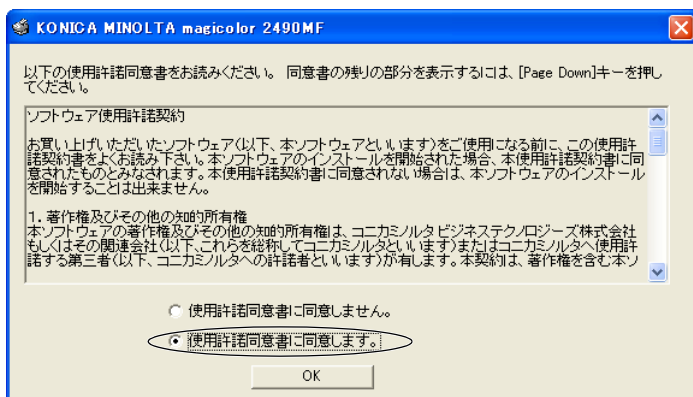 KONICA MINOLTA magicolor 2490MF
以下の使用許諾同意書をお読みください。 同意書の残りの部分を表示するには、[Page Down]キーを押し
てください。
ソフトウェア使用許諾契約
お買い上げいただいたソフトウェア(以下、本ソフトウェアといいます)をご使用になる前に、この使用許
諾契約書をよくお読み下さい。本ソフトウェアのインストールを開始された場合、本使用許諾契約書に同
意されたものとみなされます。本使用許諾契約書に同意されない場合は、本ソフトウェアのインストール
を開始することは出来ません。
1. 著作権及びその他の知的所有権
本ソフトウェアの著作権及びその他の知的所有権は、コニカミノルタビジネステクノロジーズ株式会社
もしくはその関連会社(以下、これらを総称してコニカミノルタといいます)またはコニカミノルタへ使用許
諾する第三者(以下、コニカミノルタへの許諾者といいます)が有します。本契約は、著作権を含む本ソ
使用許諾同意書に同意しません。
使用許諾同意書に同意します。
OK